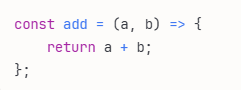 const add = (a, b) => {
    return a + b;
};